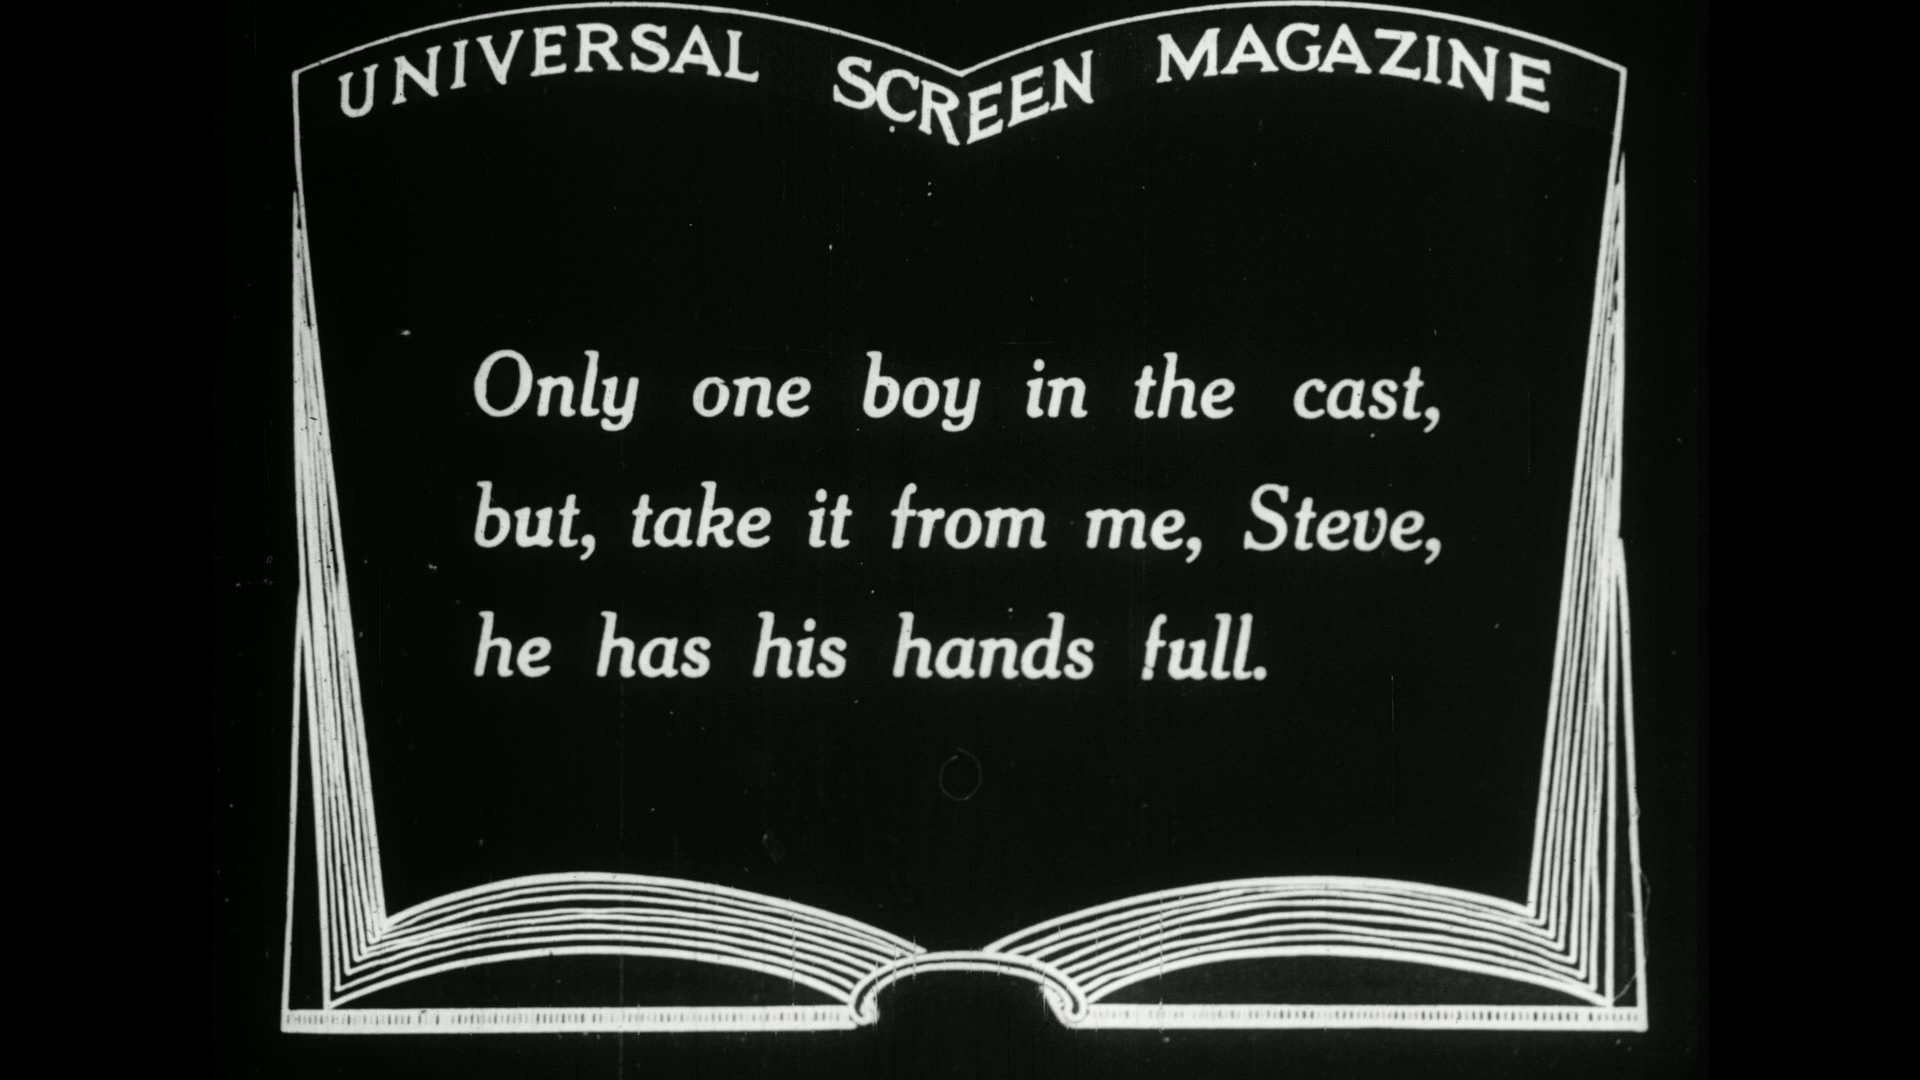 UNIVERSAL SCREEN MAGAZINE
Only one boy in the cast,
but, take it from me, Steve,
he has his hands full.